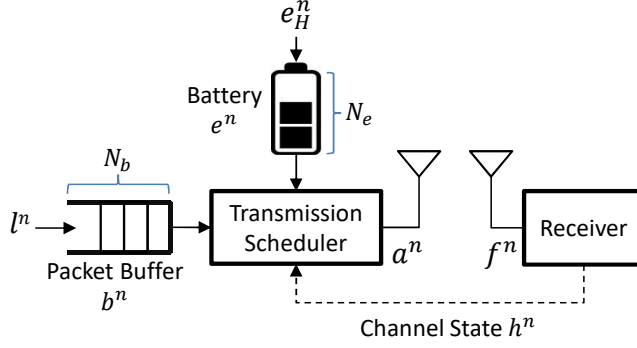 e_H^n
Battery
e^n
N_e
N_b
l^n
Transmission
Scheduler
a^n
f^n
Receiver
Packet Buffer
b^n
Channel State h^n